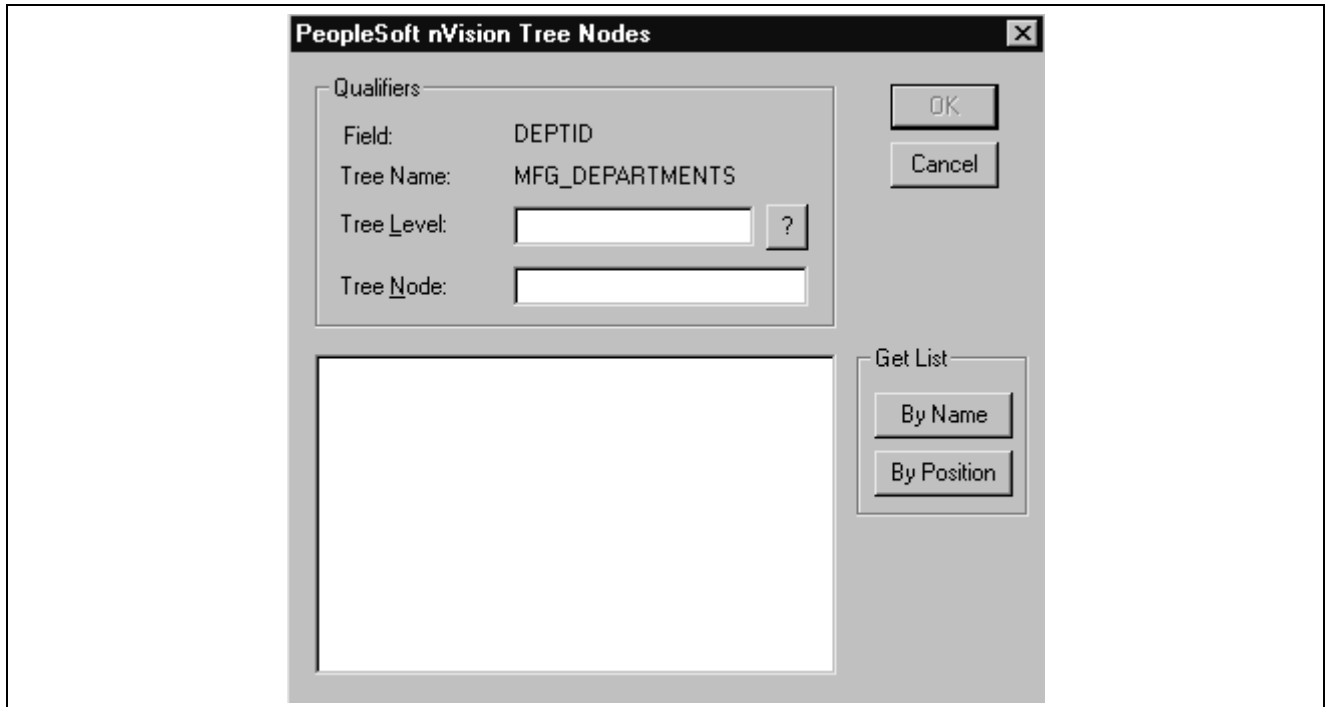 PeopleSoft nVision Tree Nodes
Qualifiers
Field: DEPTID
Tree Name: MFG_DEPARTMENTS
Tree Level: ?
Tree Node:
OK
Cancel
Get List
By Name
By Position